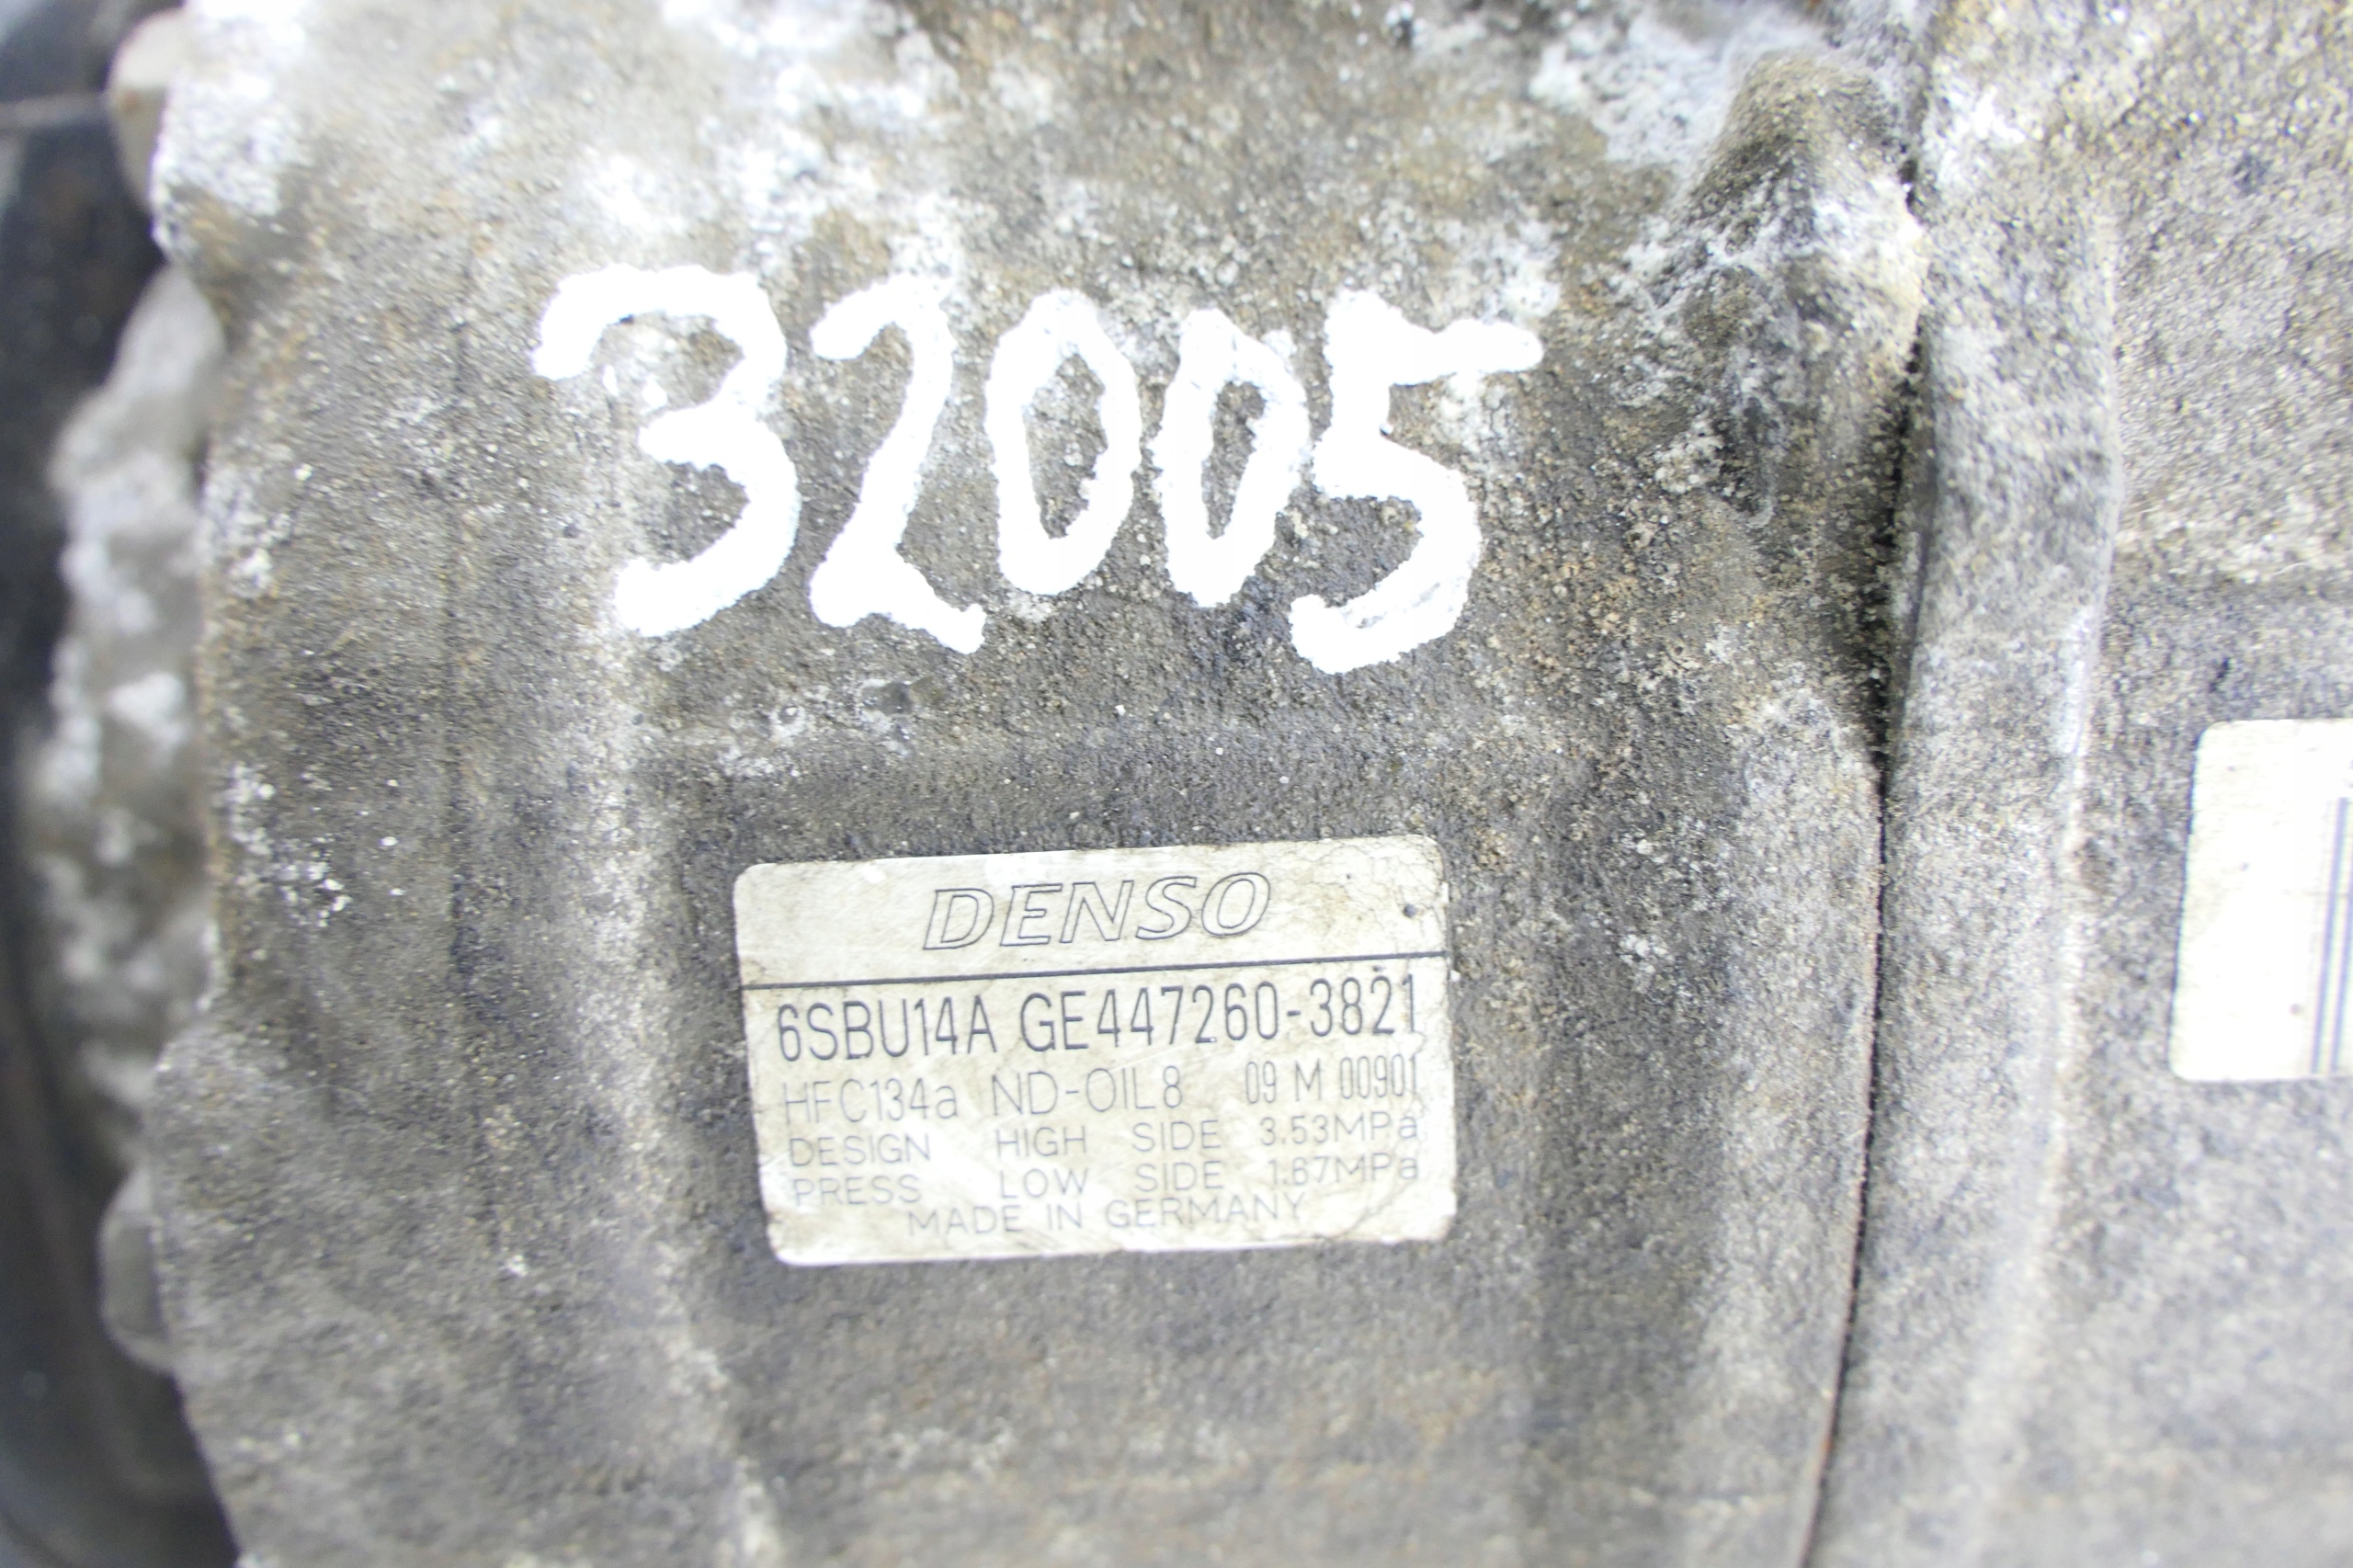 32005
DENSO
6SBU14A GE447260-3821
HFC134a ND-OIL8 09 M 00901
DESIGN HIGH SIDE 3.53MPa
PRESS LOW SIDE 1.67MPa
MADE IN GERMANY